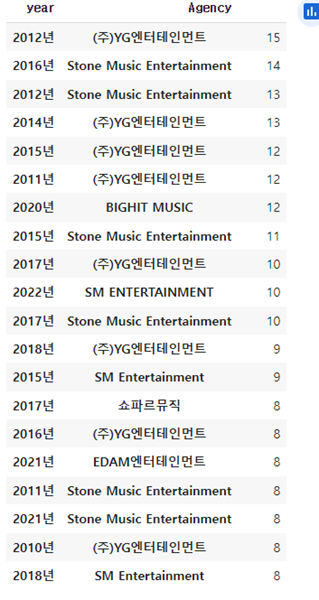 year Agency
2012년 (주)YG엔터테인먼트 15
2016년 Stone Music Entertainment 14
2012년 Stone Music Entertainment 13
2014년 (주)YG엔터테인먼트 13
2015년 (주)YG엔터테인먼트 12
2011년 (주)YG엔터테인먼트 12
2020년 BIGHIT MUSIC 12
2015년 Stone Music Entertainment 11
2017년 (주)YG엔터테인먼트 10
2022년 SM ENTERTAINMENT 10
2017년 Stone Music Entertainment 10
2018년 (주)YG엔터테인먼트 9
2015년 SM Entertainment 9
2017년 쇼파르뮤직 8
2016년 (주)YG엔터테인먼트 8
2021년 EDAM엔터테인먼트 8
2011년 Stone Music Entertainment 8
2021년 Stone Music Entertainment 8
2010년 (주)YG엔터테인먼트 8
2018년 SM Entertainment 8